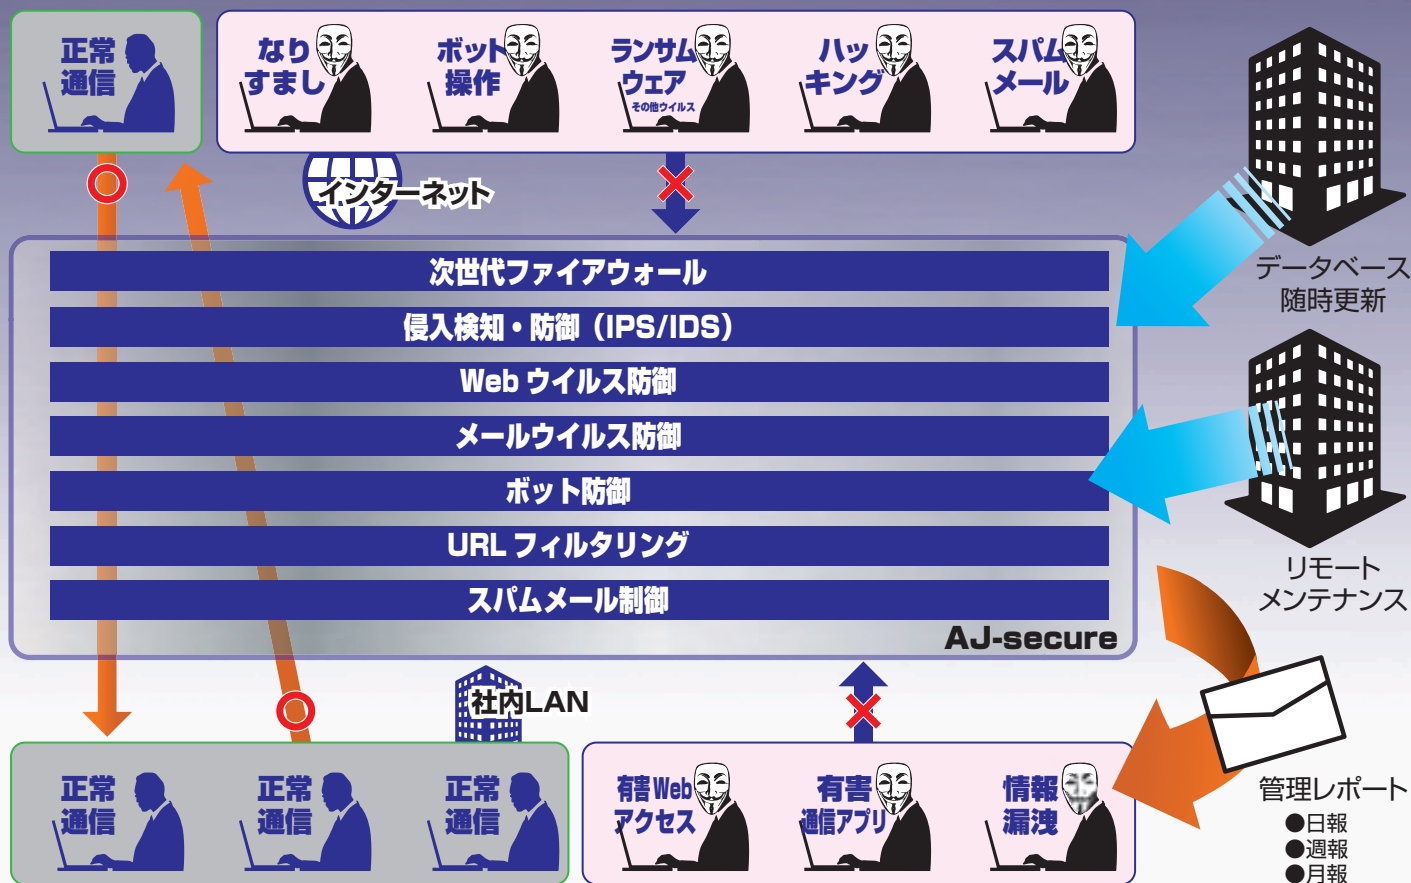 正常
通信
なり
すまし
ボット
操作
ランサム
ウェア
その他ウイルス
ハッ
キング
スパム
メール
インターネット
データベース
随時更新
次世代ファイアウォール
侵入検知・防御（IPS/IDS）
Web ウイルス防御
メールウイルス防御
ボット防御
URL フィルタリング
スパムメール制御
AJ-secure
リモート
メンテナンス
社内LAN
正常
通信
正常
通信
正常
通信
有害 Web
アクセス
有害
通信アプリ
情報
漏洩
管理レポート
●日報
●週報
●月報